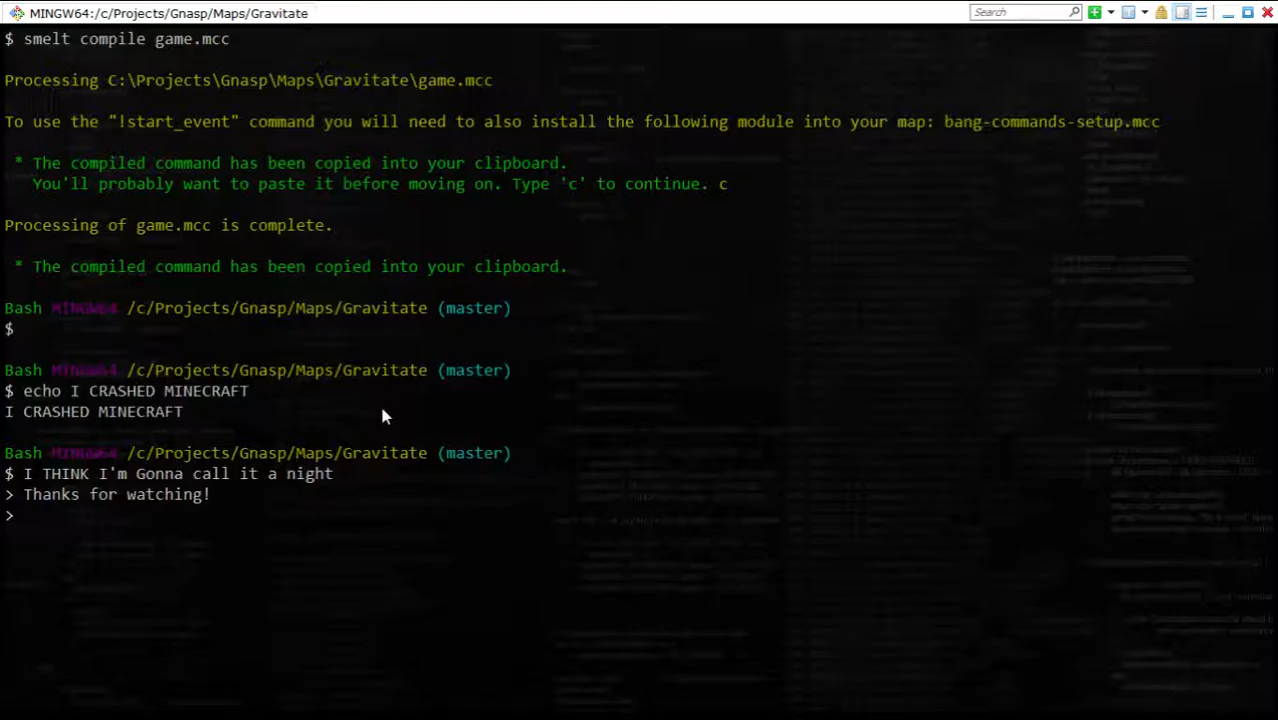 MINGW64:/c/Projects/Gnasp/Maps/Gravitate
Search
$ smelt compile game.mcc
Processing C:\Projects\Gnasp\Maps\Gravitate\game.mcc
To use the "!start_event" command you will need to also install the following module into your map: bang-commands-setup.mcc
* The compiled command has been copied into your clipboard.
You'll probably want to paste it before moving on. Type 'c' to continue. c
Processing of game.mcc is complete.
* The compiled command has been copied into your clipboard.
Bash MINGW64 /c/Projects/Gnasp/Maps/Gravitate (master)
$
Bash MINGW64 /c/Projects/Gnasp/Maps/Gravitate (master)
$ echo I CRASHED MINECRAFT
I CRASHED MINECRAFT
Bash MINGW64 /c/Projects/Gnasp/Maps/Gravitate (master)
$ I THINK I'm Gonna call it a night
> Thanks for watching!
>